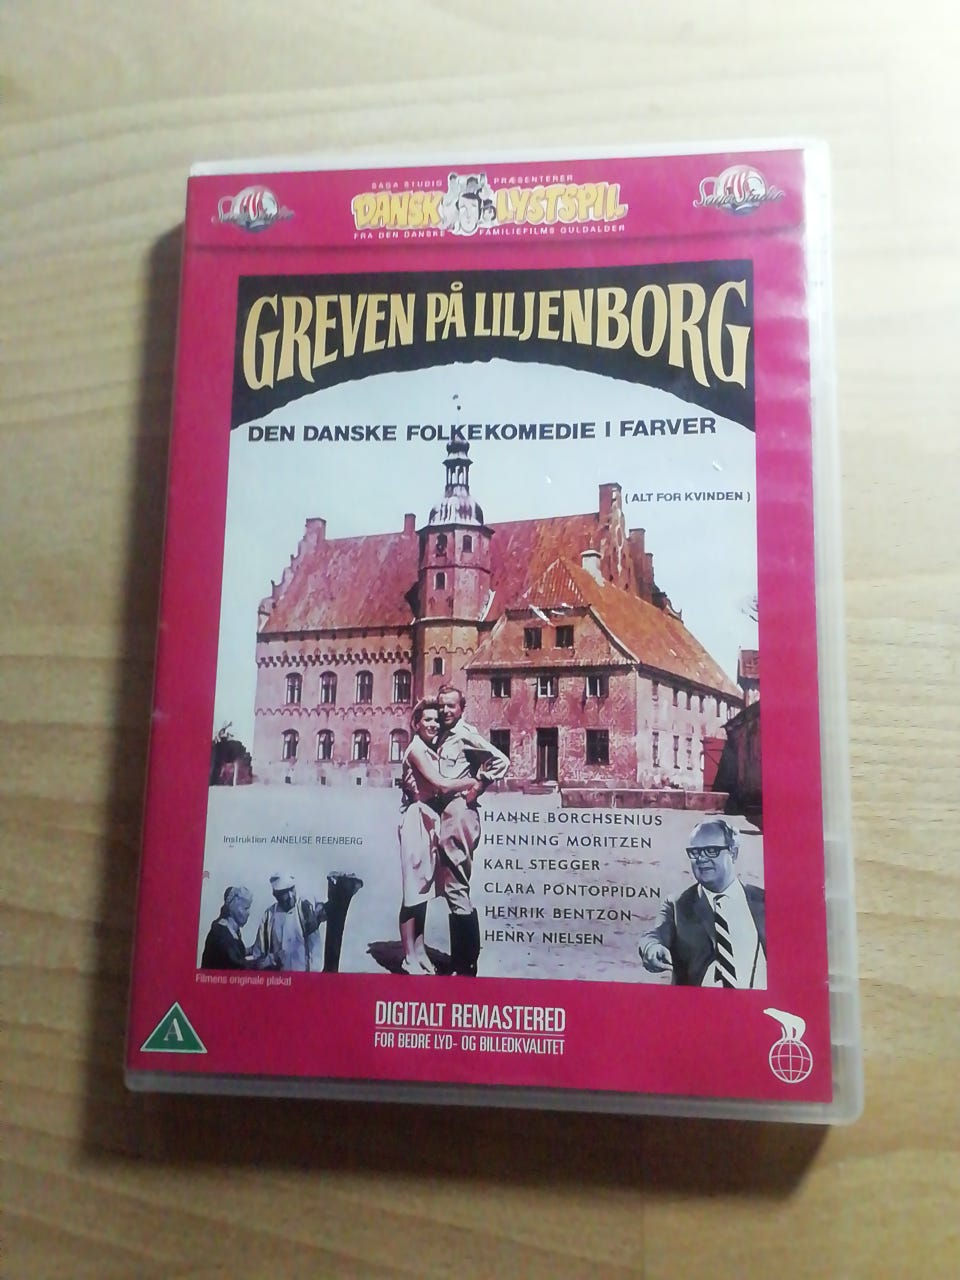 SAGA STUDIO PRÆSENTERER
DANSK LYSTSPIL
FRA DEN DANSKE FAMILIEFILMS GULDALDER
Saga Studio
GREVEN PÅ LILJENBORG
DEN DANSKE FOLKEKOMEDIE I FARVER
( ALT FOR KVINDEN )
HANNE BORCHSENIUS
HENNING MORITZEN
KARL STEGGER
CLARA PONTOPPIDAN
HENRIK BENTZON
HENRY NIELSEN
Instruktion ANNELISE REENBERG
Filmens originale plakat
A
DIGITALT REMASTERED
FOR BEDRE LYD- OG BILLEDKVALITET